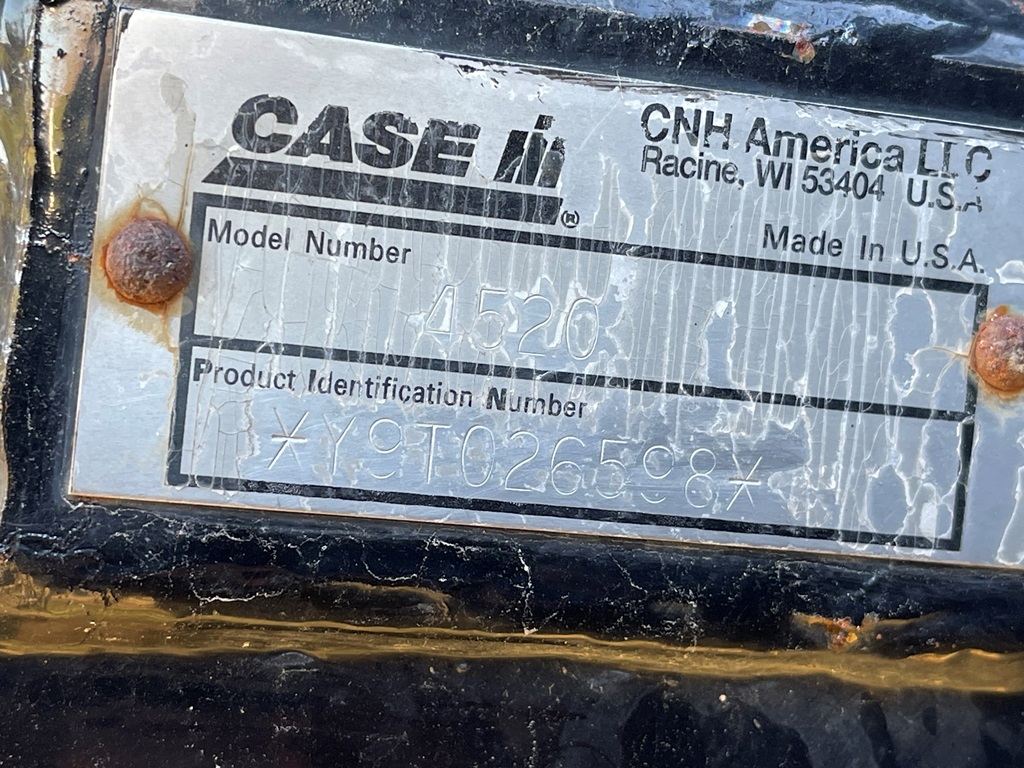 CASE IH®
CNH America LLC
Racine, WI 53404 U.S.A
Made In U.S.A.
Model Number
4520
Product Identification Number
*Y9T026598*